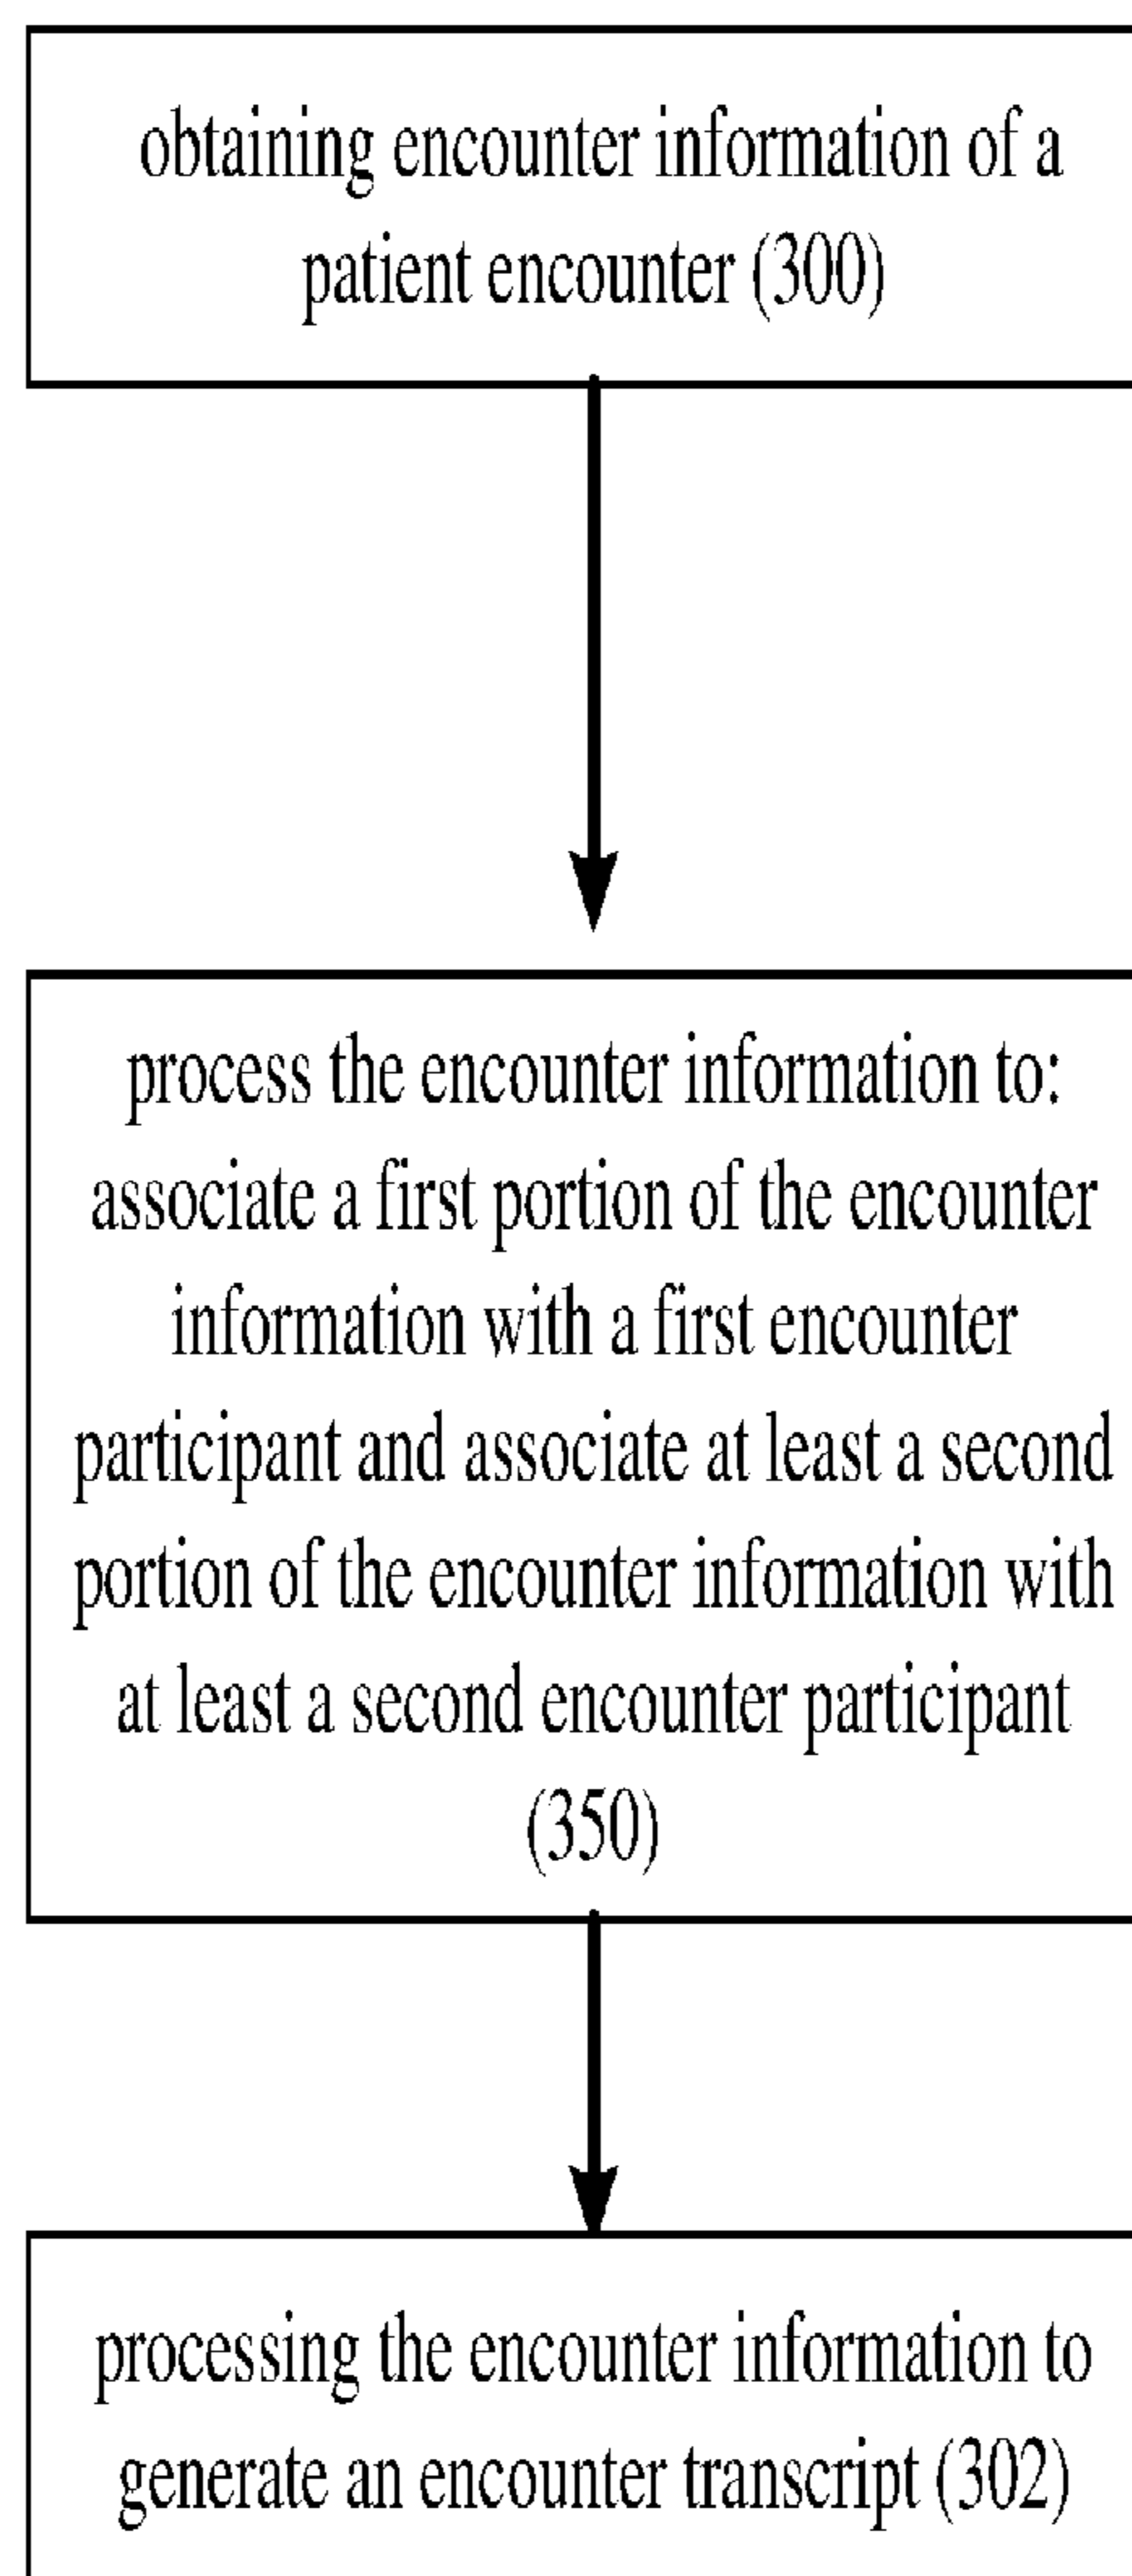 obtaining encounter information of a
patient encounter (300)
process the encounter information to:
associate a first portion of the encounter
information with a first encounter
participant and associate at least a second
portion of the encounter information with
at least a second encounter participant
(350)
processing the encounter information to
generate an encounter transcript (302)